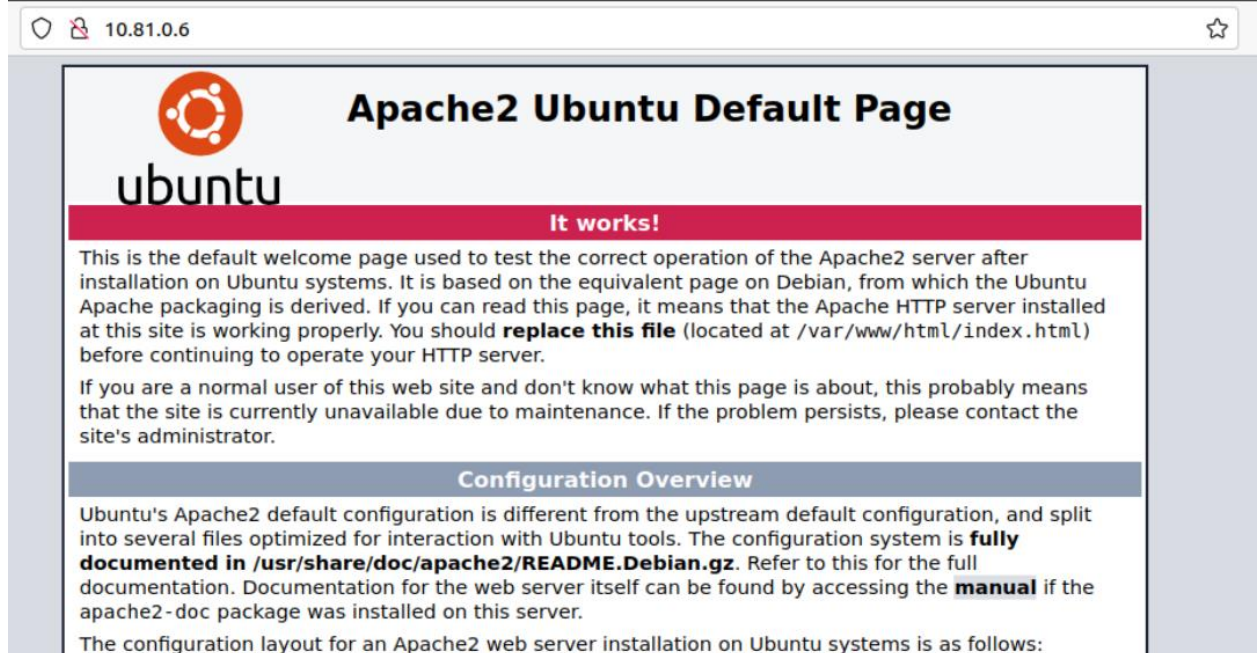 10.81.0.6
Apache2 Ubuntu Default Page
ubuntu
It works!
This is the default welcome page used to test the correct operation of the Apache2 server after
installation on Ubuntu systems. It is based on the equivalent page on Debian, from which the Ubuntu
Apache packaging is derived. If you can read this page, it means that the Apache HTTP server installed
at this site is working properly. You should replace this file (located at /var/www/html/index.html)
before continuing to operate your HTTP server.
If you are a normal user of this web site and don't know what this page is about, this probably means
that the site is currently unavailable due to maintenance. If the problem persists, please contact the
site's administrator.
Configuration Overview
Ubuntu's Apache2 default configuration is different from the upstream default configuration, and split
into several files optimized for interaction with Ubuntu tools. The configuration system is fully
documented in /usr/share/doc/apache2/README.Debian.gz. Refer to this for the full
documentation. Documentation for the web server itself can be found by accessing the manual if the
apache2-doc package was installed on this server.
The configuration layout for an Apache2 web server installation on Ubuntu systems is as follows: